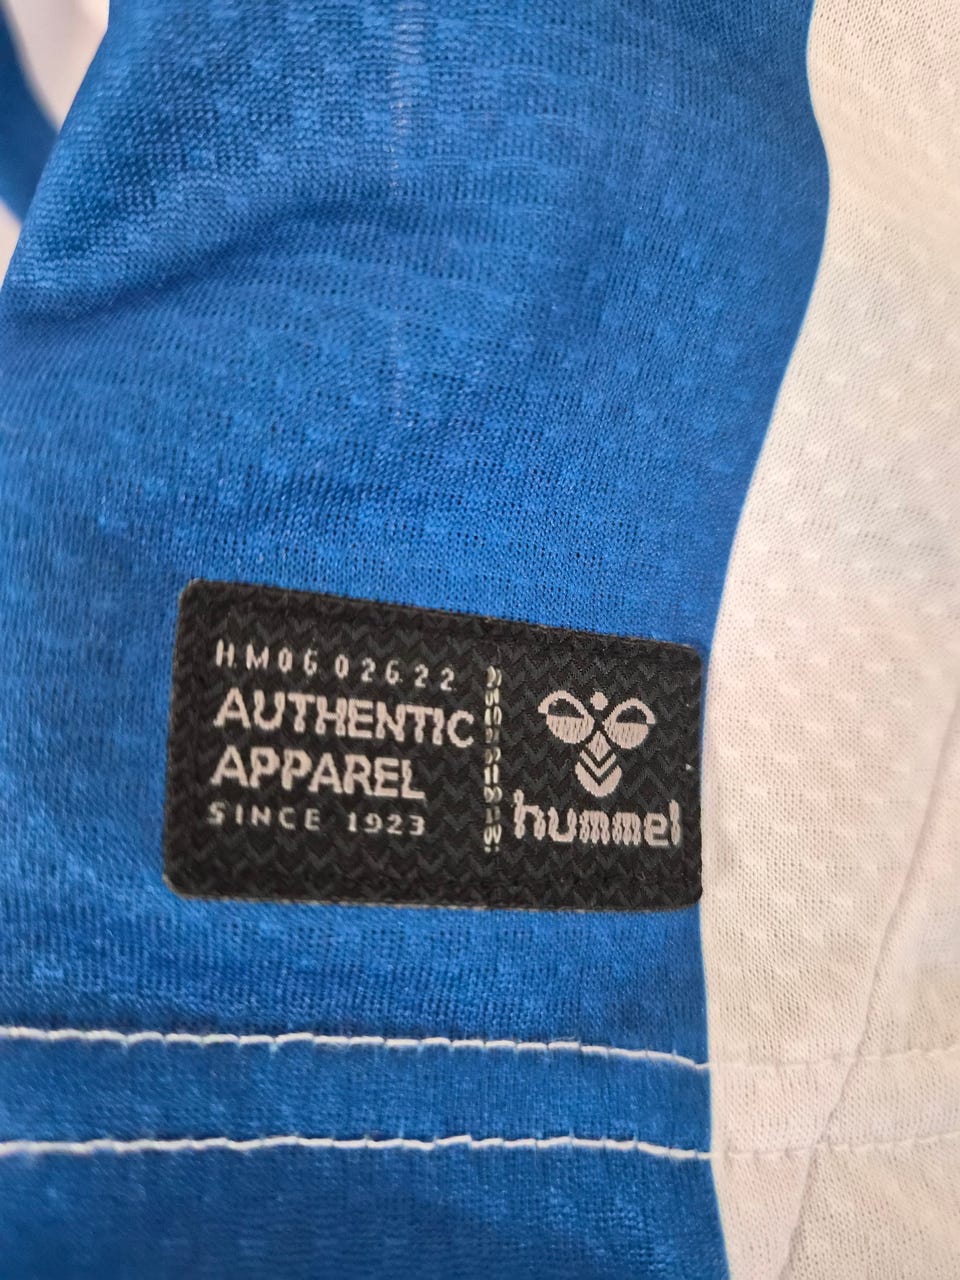 HM0602622
AUTHENTIC
APPAREL
SINCE 1923
hummel